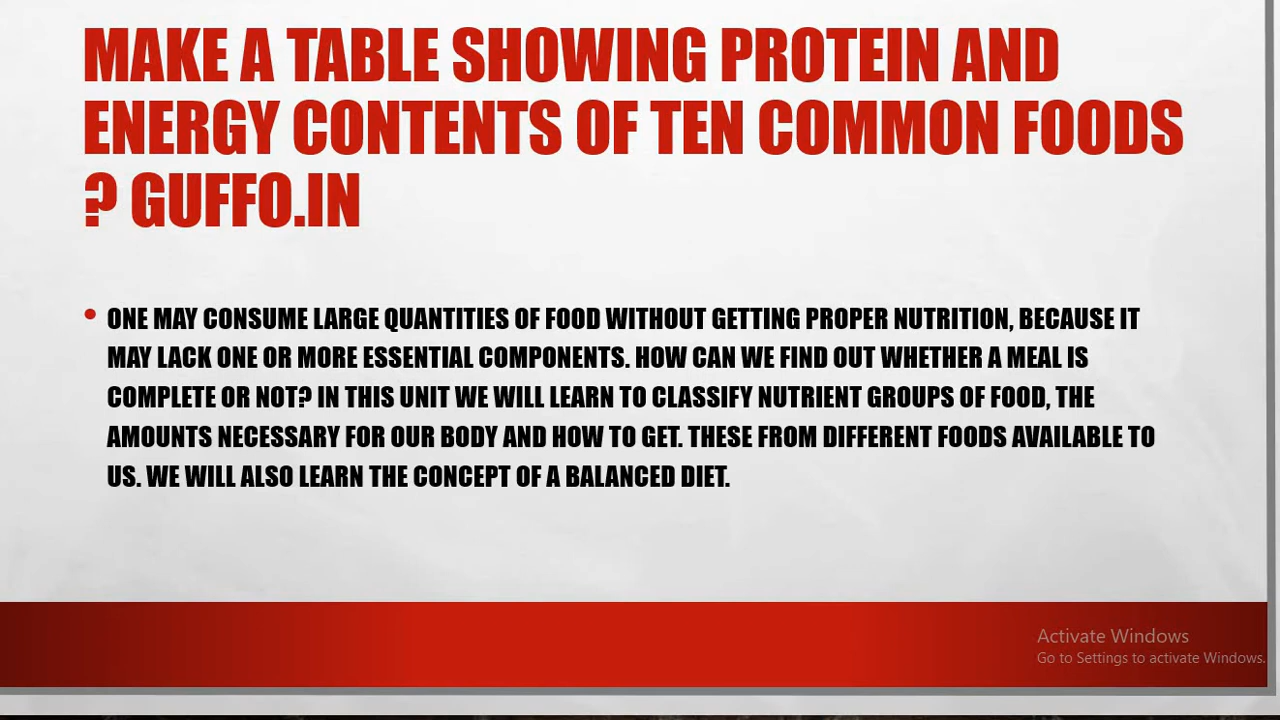 MAKE A TABLE SHOWING PROTEIN AND
ENERGY CONTENTS OF TEN COMMON FOODS
? GUFFO.IN
• ONE MAY CONSUME LARGE QUANTITIES OF FOOD WITHOUT GETTING PROPER NUTRITION, BECAUSE IT
MAY LACK ONE OR MORE ESSENTIAL COMPONENTS. HOW CAN WE FIND OUT WHETHER A MEAL IS
COMPLETE OR NOT? IN THIS UNIT WE WILL LEARN TO CLASSIFY NUTRIENT GROUPS OF FOOD, THE
AMOUNTS NECESSARY FOR OUR BODY AND HOW TO GET. THESE FROM DIFFERENT FOODS AVAILABLE TO
US. WE WILL ALSO LEARN THE CONCEPT OF A BALANCED DIET.
Activate Windows
Go to Settings to activate Windows.